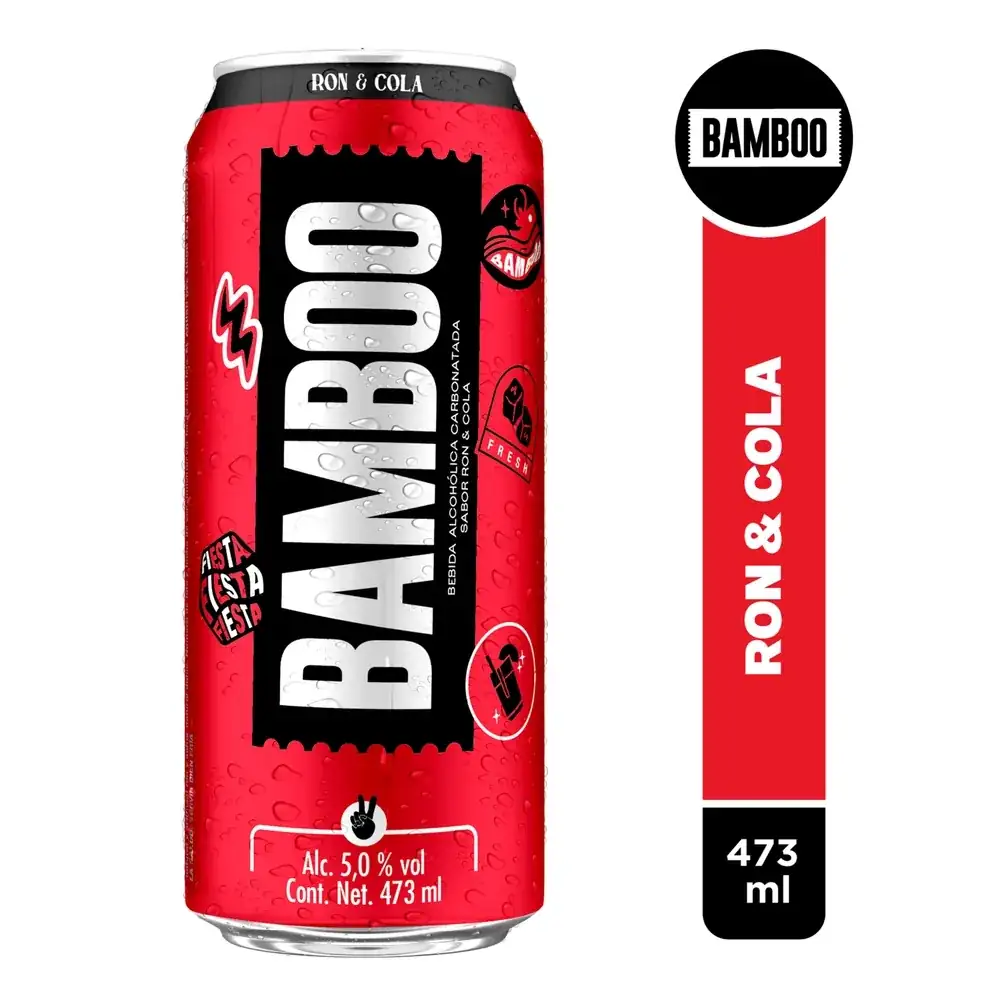 RON & COLA
BAMBOO
BEBIDA ALCOHÓLICA CARBONATADA
SABOR RON & COLA
BAMBOO
FRESH
FIESTA
FIESTA
FIESTA
Alc. 5,0 % vol
Cont. Net. 473 ml
BAMBOO
RON & COLA
473
ml